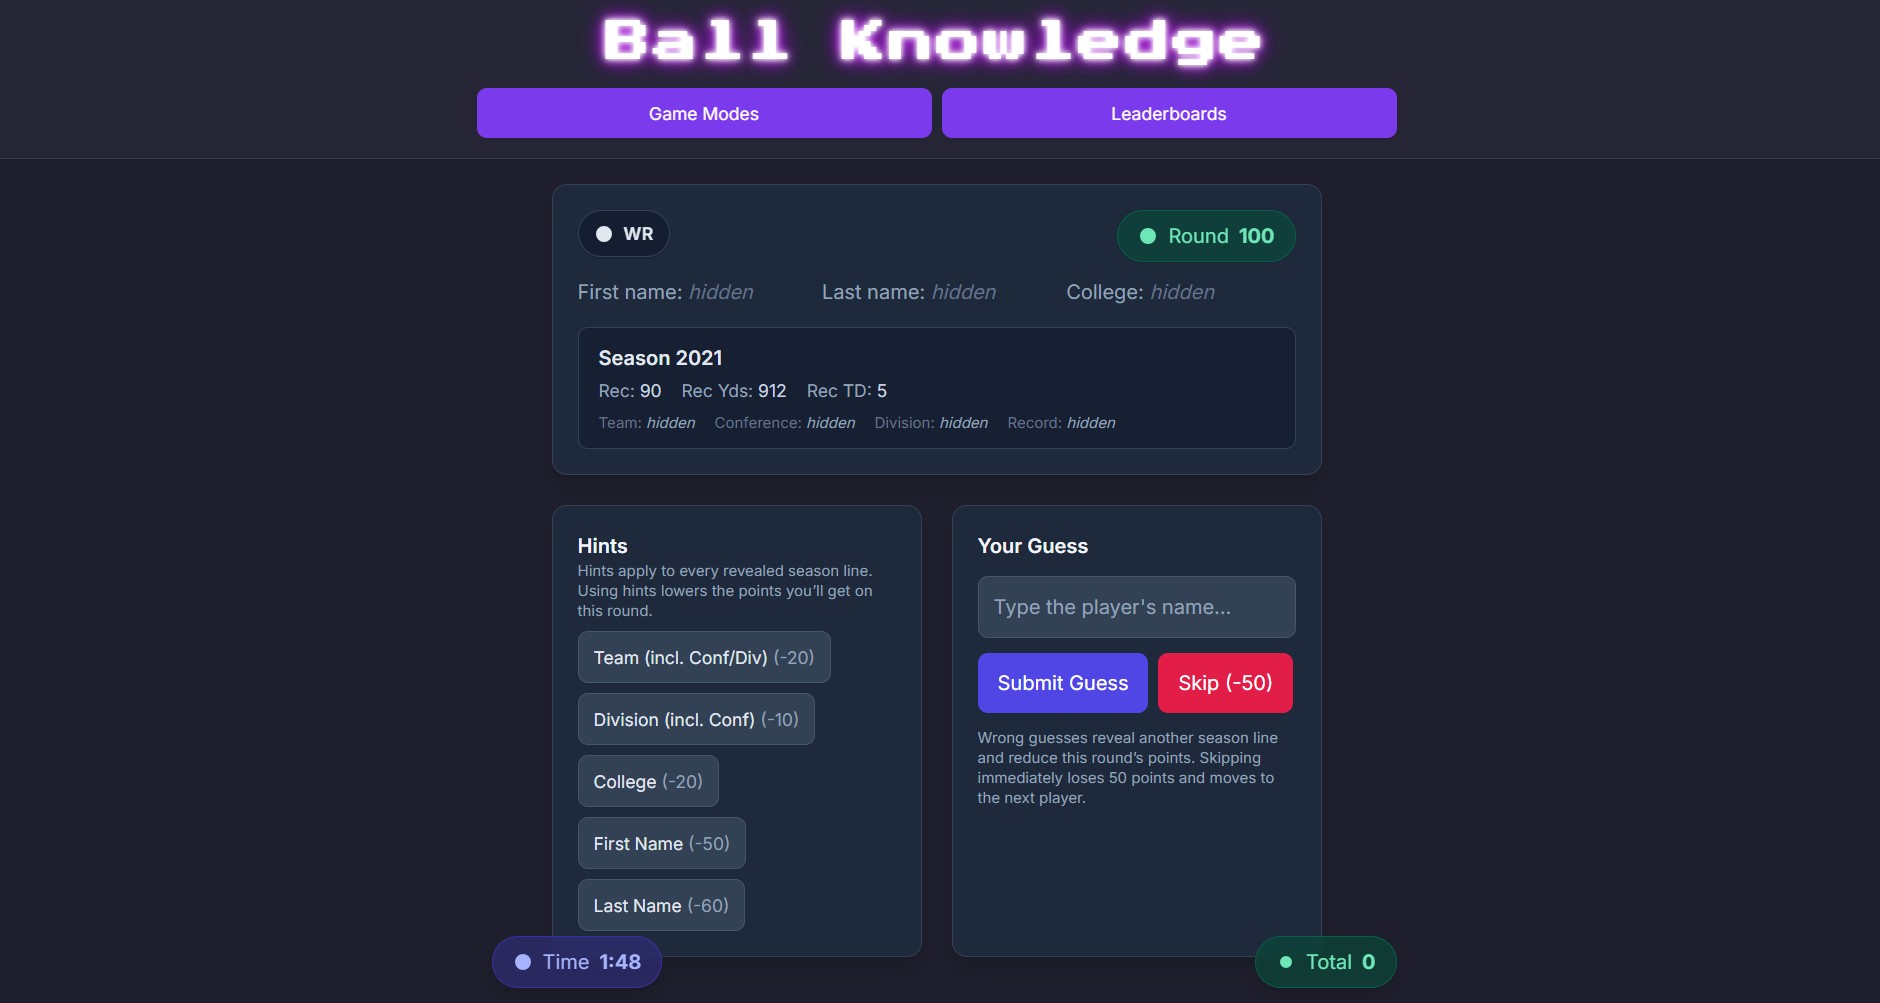 Ball Knowledge
Game Modes
Leaderboards
WR
Round 100
First name: hidden
Last name: hidden
College: hidden
Season 2021
Rec: 90 Rec Yds: 912 Rec TD: 5
Team: hidden Conference: hidden Division: hidden Record: hidden
Hints
Hints apply to every revealed season line.
Using hints lowers the points you’ll get on
this round.
Team (incl. Conf/Div) (-20)
Division (incl. Conf) (-10)
College (-20)
First Name (-50)
Last Name (-60)
Your Guess
Type the player's name...
Submit Guess
Skip (-50)
Wrong guesses reveal another season line
and reduce this round’s points. Skipping
immediately loses 50 points and moves to
the next player.
Time 1:48
Total 0